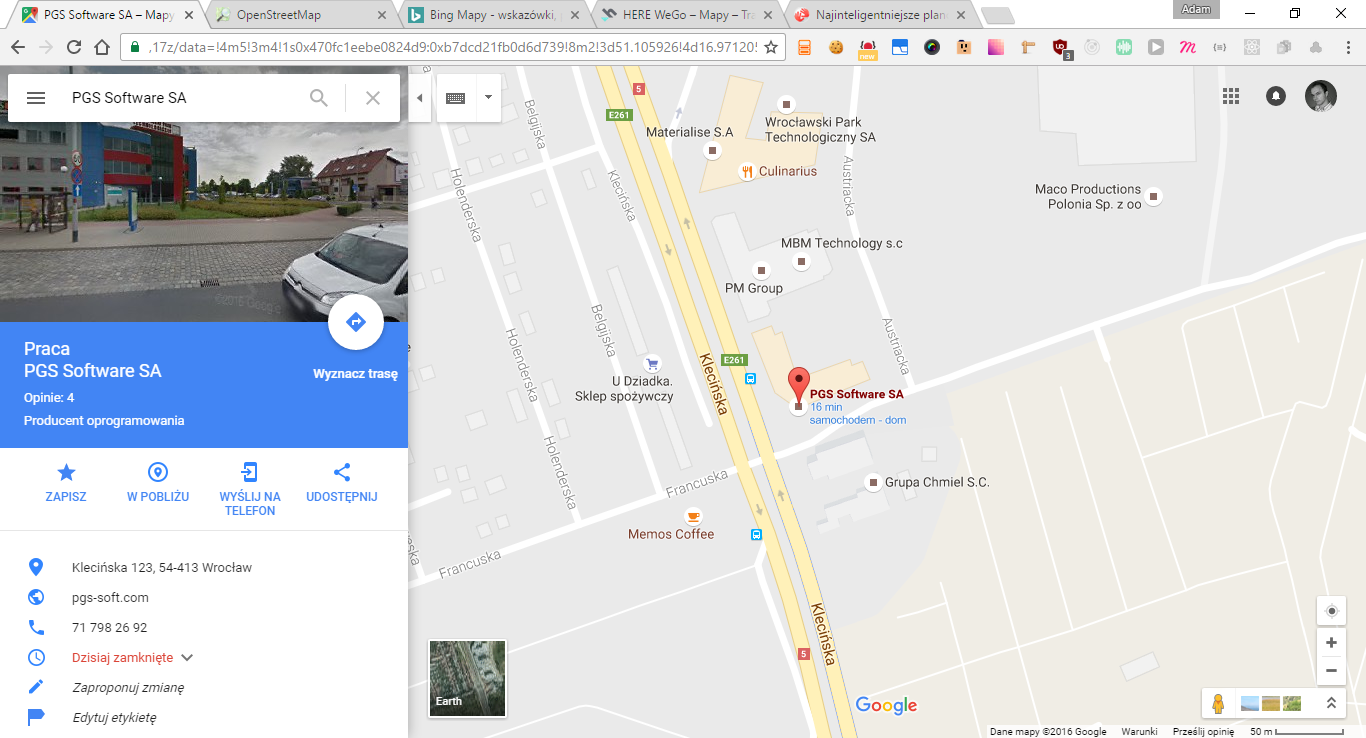 PGS Software SA – Mapy
OpenStreetMap
Bing Mapy - wskazówki,
HERE WeGo – Mapy – Tra
Najinteligentniejsze plan
Adam
,17z/data=!4m5!3m4!1s0x470fc1eebe0824d9:0xb7dcd21fb0d6d739!8m2!3d51.105926!4d16.97120
new
3
PGS Software SA
©2016 Google
Praca
PGS Software SA
Wyznacz trasę
Opinie: 4
Producent oprogramowania
ZAPISZ
W POBLIŻU
WYŚLIJ NA
TELEFON
UDOSTĘPNIJ
Klecińska 123, 54-413 Wrocław
pgs-soft.com
71 798 26 92
Dzisiaj zamknięte
Zaproponuj zmianę
Edytuj etykietę
5
E261
Belgijska
Materialise S.A
Wrocławski Park
Technologiczny SA
Culinarius
Holenderska
Klecińska
Austriacka
Maco Productions
Polonia Sp. z oo
MBM Technology s.c
PM Group
Belgijska
Holenderska
Austriacka
E261
Klecińska
U Dziadka.
Sklep spożywczy
PGS Software SA
16 min
samochodem - dom
Holenderska
Francuska
Grupa Chmiel S.C.
Memos Coffee
Francuska
Klecińska
5
Earth
Google
Dane mapy ©2016 Google
Warunki
Prześlij opinię
50 m